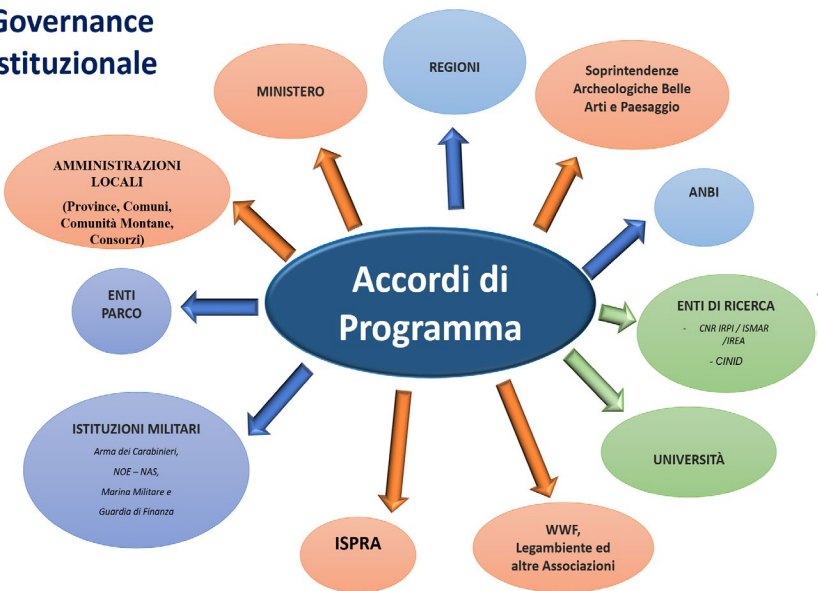 Governance
stituzionale
MINISTERO
REGIONI
Soprintendenze
Archeologiche Belle
Arti e Paesaggio
AMMINISTRAZIONI
LOCALI
(Province, Comuni,
Comunità Montane,
Consorzi)
ANBI
ENTI
PARCO
Accordi di
Programma
ENTI DI RICERCA
- CNR IRPI / ISMAR
/IREA
- CINID
ISTITUZIONI MILITARI
Arma dei Carabinieri,
NOE – NAS,
Marina Militare e
Guardia di Finanza
UNIVERSITÀ
ISPRA
WWF,
Legambiente ed
altre Associazioni